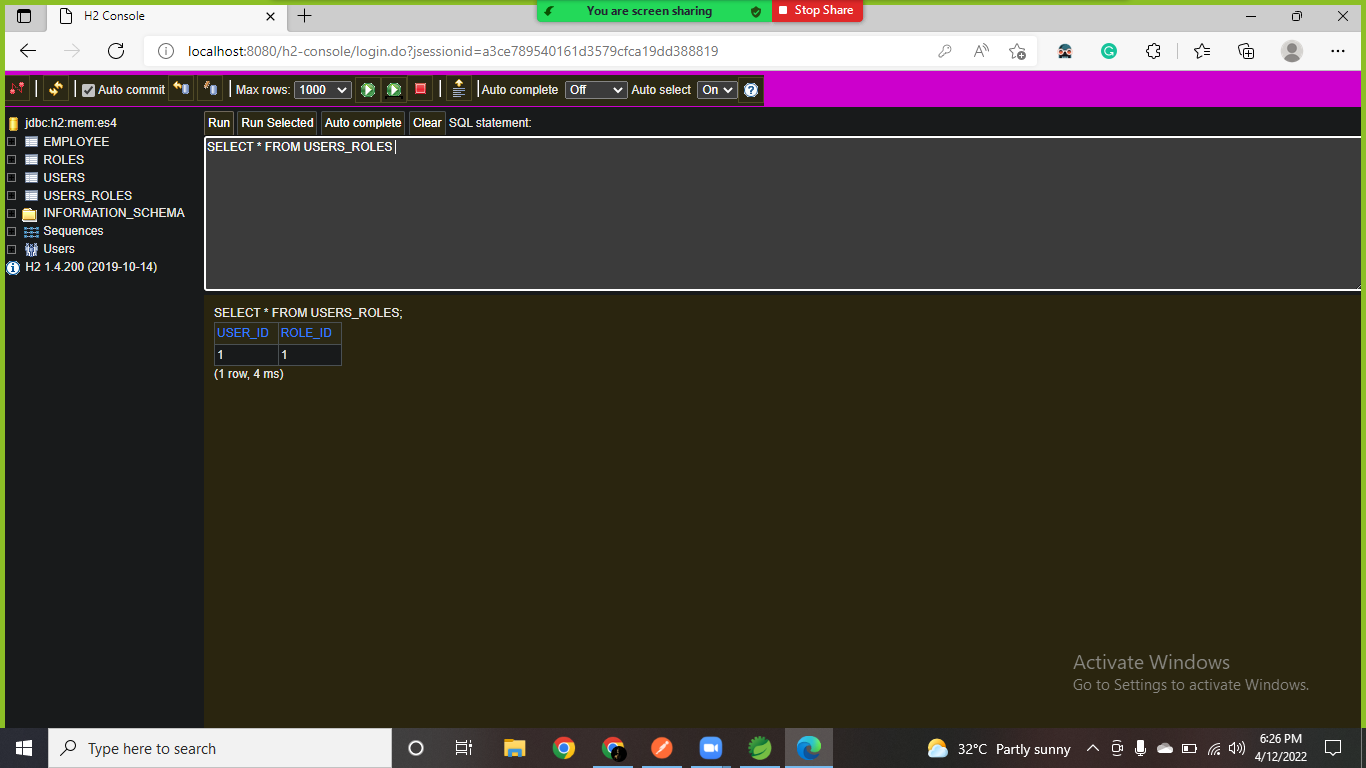 H2 Console
You are screen sharing
Stop Share
localhost:8080/h2-console/login.do?jsessionid=a3ce789540161d3579cfca19dd388819
Auto commit
Max rows: 1000
Auto complete Off
Auto select On
jdbc:h2:mem:es4
EMPLOYEE
ROLES
USERS
USERS_ROLES
INFORMATION_SCHEMA
Sequences
Users
H2 1.4.200 (2019-10-14)
Run Run Selected Auto complete Clear SQL statement:
SELECT * FROM USERS_ROLES
SELECT * FROM USERS_ROLES;
USER_ID ROLE_ID
1 1
(1 row, 4 ms)
Activate Windows
Go to Settings to activate Windows.
Type here to search
32°C Partly sunny
6:26 PM
4/12/2022